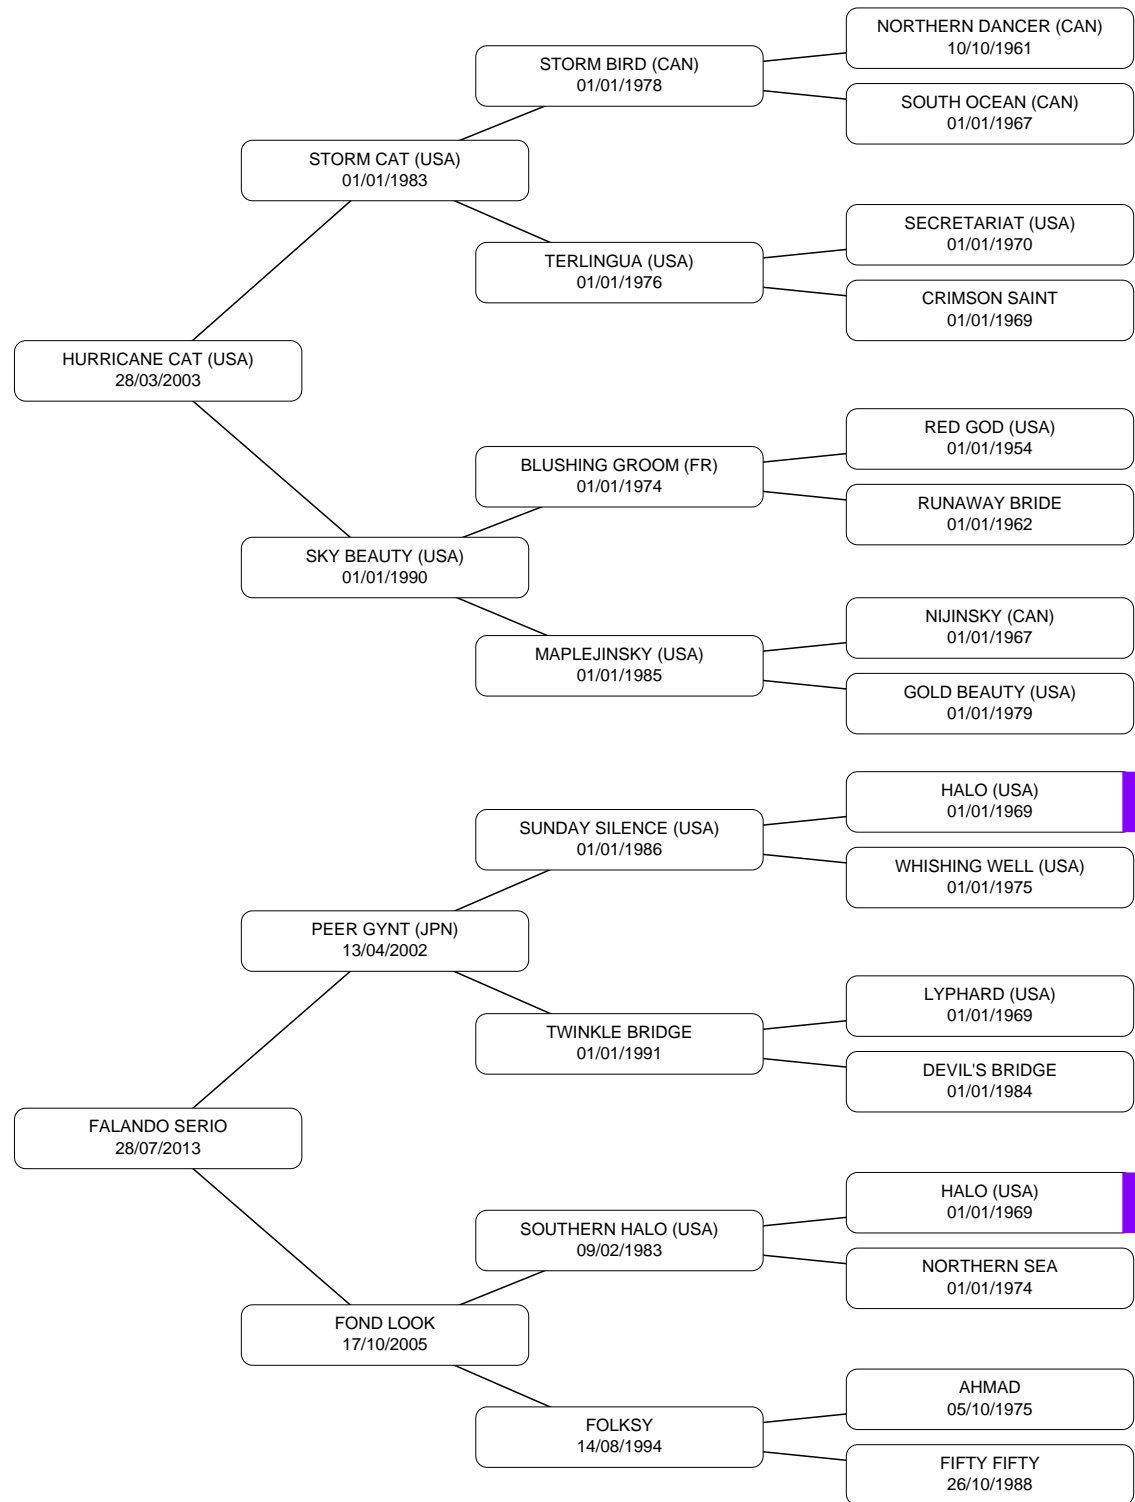 NORTHERN DANCER (CAN)
10/10/1961
STORM BIRD (CAN)
01/01/1978
SOUTH OCEAN (CAN)
01/01/1967
STORM CAT (USA)
01/01/1983
SECRETARIAT (USA)
01/01/1970
TERLINGUA (USA)
01/01/1976
CRIMSON SAINT
01/01/1969
HURRICANE CAT (USA)
28/03/2003
RED GOD (USA)
01/01/1954
BLUSHING GROOM (FR)
01/01/1974
RUNAWAY BRIDE
01/01/1962
SKY BEAUTY (USA)
01/01/1990
NIJINSKY (CAN)
01/01/1967
MAPLEJINSKY (USA)
01/01/1985
GOLD BEAUTY (USA)
01/01/1979
HALO (USA)
01/01/1969
SUNDAY SILENCE (USA)
01/01/1986
WHISHING WELL (USA)
01/01/1975
PEER GYNT (JPN)
13/04/2002
LYPHARD (USA)
01/01/1969
TWINKLE BRIDGE
01/01/1991
DEVIL'S BRIDGE
01/01/1984
FALANDO SERIO
28/07/2013
HALO (USA)
01/01/1969
SOUTHERN HALO (USA)
09/02/1983
NORTHERN SEA
01/01/1974
FOND LOOK
17/10/2005
AHMAD
05/10/1975
FOLKSY
14/08/1994
FIFTY FIFTY
26/10/1988